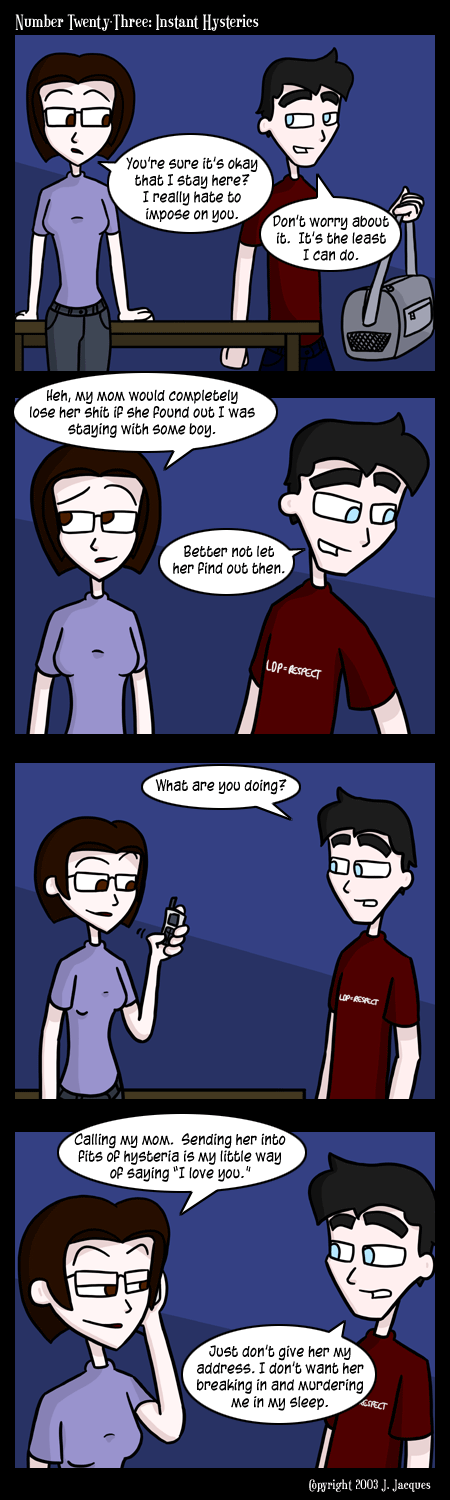 Number Twenty-Three: Instant Hysterics
You're sure it's okay
that I stay here?
I really hate to
impose on you.
Don't worry about
it. It's the least
I can do.
Heh, my mom would completely
lose her shit if she found out I was
staying with some boy.
Better not let
her find out then.
LDP=RESPECT
What are you doing?
LDP=RESPECT
Calling my mom. Sending her into
fits of hysteria is my little way
of saying "I love you."
Just don't give her my
address. I don't want her
breaking in and murdering
me in my sleep.
RESPECT
Copyright 2003 J. Jacques